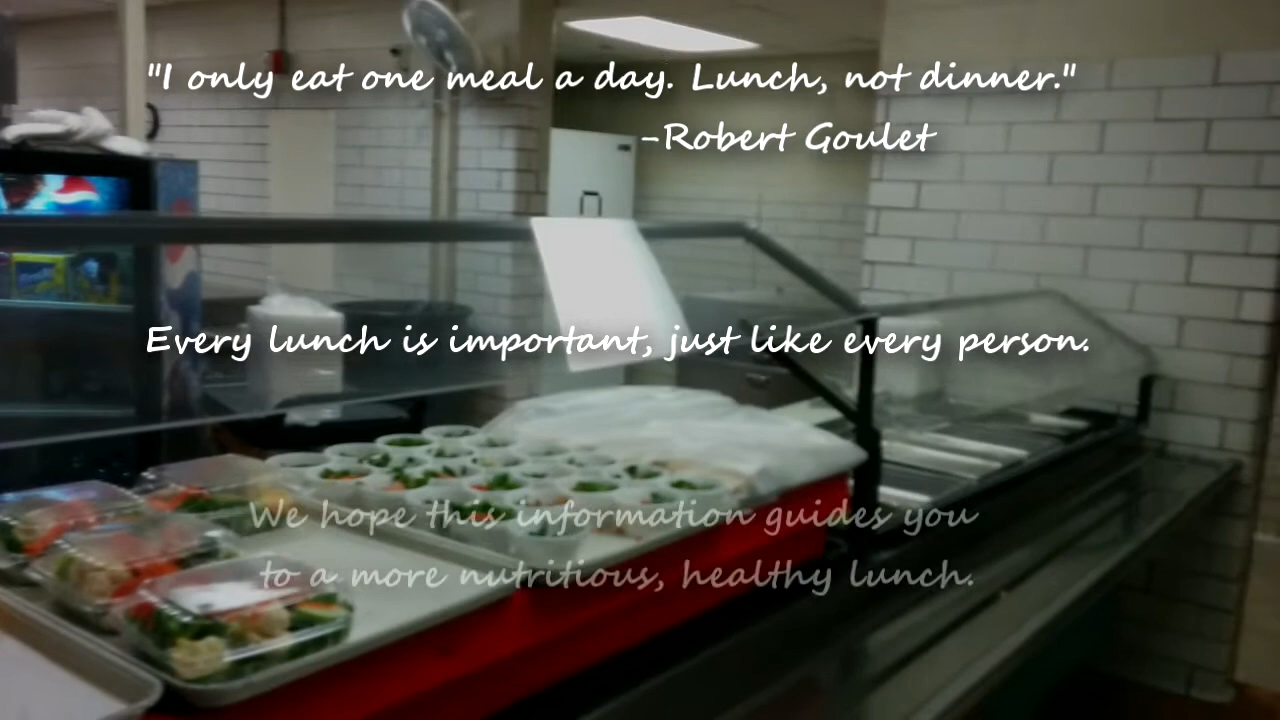 "I only eat one meal a day. Lunch, not dinner."
-Robert Goulet
Every lunch is important, just like every person.
We hope this information guides you
to a more nutritious, healthy lunch.